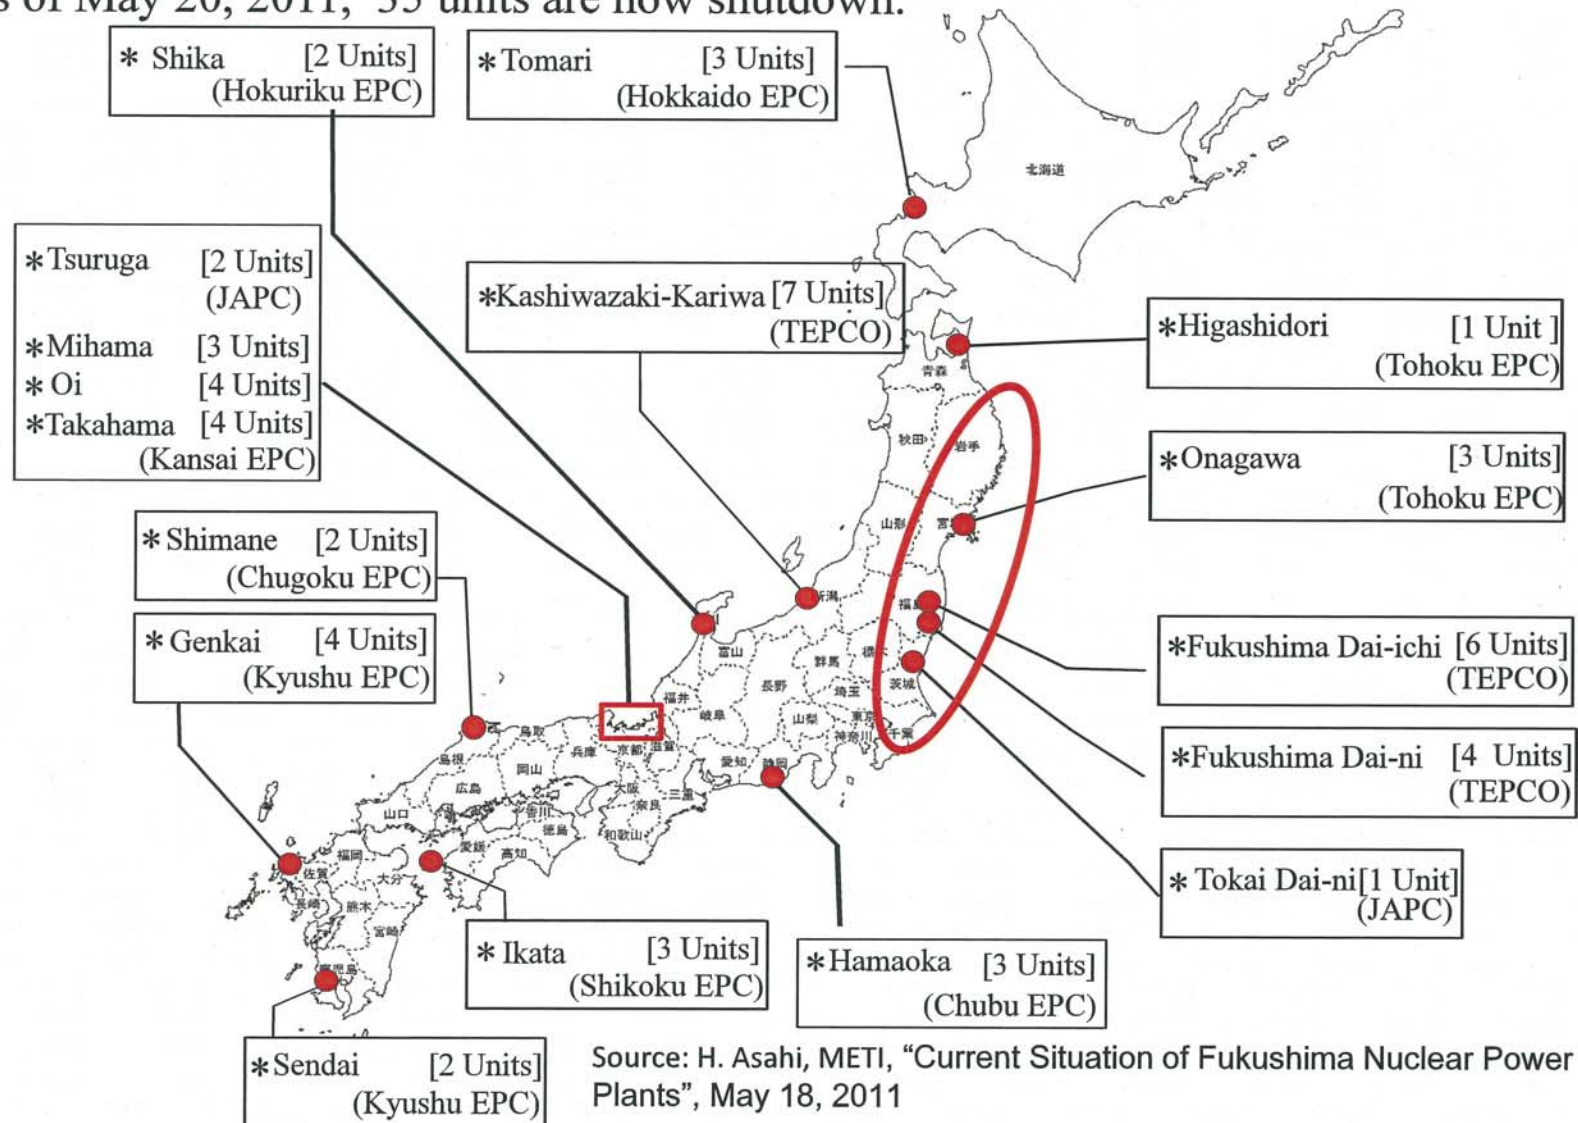 s of May 20, 2011, 35 units are now shutdown.
* Shika [2 Units]
(Hokuriku EPC)
* Tomari [3 Units]
(Hokkaido EPC)
北海道
* Tsuruga [2 Units]
(JAPC)
* Mihama [3 Units]
* Oi [4 Units]
* Takahama [4 Units]
(Kansai EPC)
* Kashiwazaki-Kariwa [7 Units]
(TEPCO)
* Higashidori [1 Unit ]
(Tohoku EPC)
青森
秋田
岩手
* Onagawa [3 Units]
(Tohoku EPC)
山形
宮
* Shimane [2 Units]
(Chugoku EPC)
* Genkai [4 Units]
(Kyushu EPC)
新潟
福島
* Fukushima Dai-ichi [6 Units]
(TEPCO)
富山
群馬
茨城
長野
埼玉
福井
岐阜
山梨
東京
神奈川
千葉
* Fukushima Dai-ni [4 Units]
(TEPCO)
鳥取
島根
岡山
兵庫
京都
滋賀
愛知
静岡
広島
大阪
奈良
三重
山口
香川
徳島
和歌山
愛媛
高知
福岡
佐賀
大分
長崎
熊本
宮崎
鹿児島
* Tokai Dai-ni[1 Unit]
(JAPC)
* Ikata [3 Units]
(Shikoku EPC)
* Hamaoka [3 Units]
(Chubu EPC)
* Sendai [2 Units]
(Kyushu EPC)
Source: H. Asahi, METI, “Current Situation of Fukushima Nuclear Power
Plants”, May 18, 2011